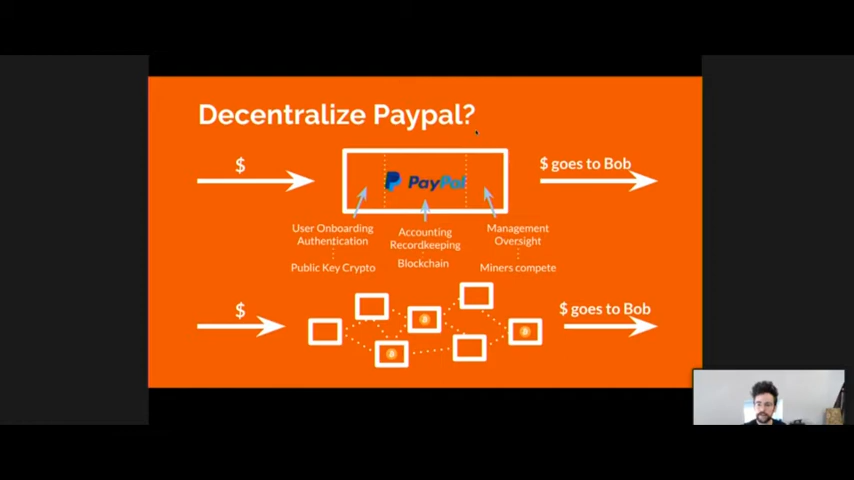 Decentralize Paypal?
$
PayPal
$ goes to Bob
User Onboarding
Authentication
Accounting
Recordkeeping
Management
Oversight
Public Key Crypto
Blockchain
Miners compete
$
$ goes to Bob